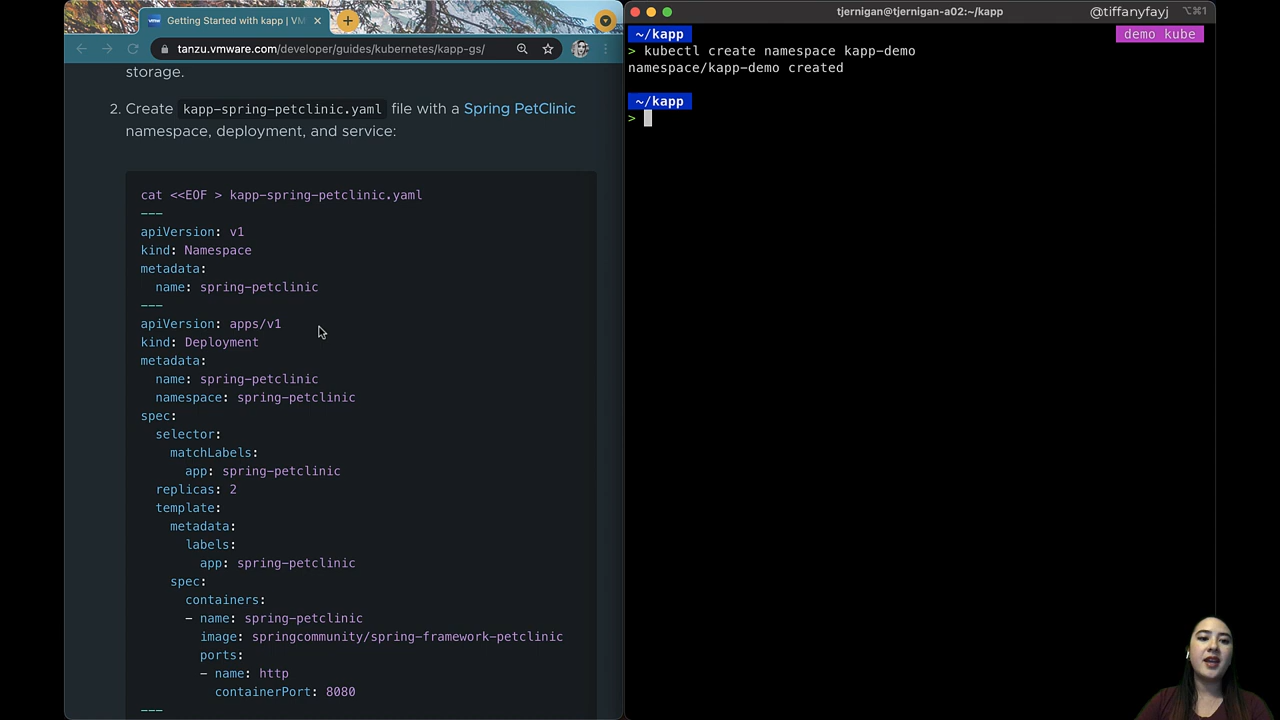 Getting Started with kapp | VM
tanzu.vmware.com/developer/guides/kubernetes/kapp-gs/
storage.
2. Create kapp-spring-petclinic.yaml file with a Spring PetClinic
namespace, deployment, and service:
cat <<EOF > kapp-spring-petclinic.yaml
---
apiVersion: v1
kind: Namespace
metadata:
  name: spring-petclinic
---
apiVersion: apps/v1
kind: Deployment
metadata:
  name: spring-petclinic
  namespace: spring-petclinic
spec:
  selector:
    matchLabels:
      app: spring-petclinic
  replicas: 2
  template:
    metadata:
      labels:
        app: spring-petclinic
    spec:
      containers:
      - name: spring-petclinic
        image: springcommunity/spring-framework-petclinic
        ports:
        - name: http
          containerPort: 8080
---
tjernigan@tjernigan-a02:~/kapp
@tiffanyfayj ⌥⌘1
~/kapp demo kube
> kubectl create namespace kapp-demo
namespace/kapp-demo created
~/kapp
>